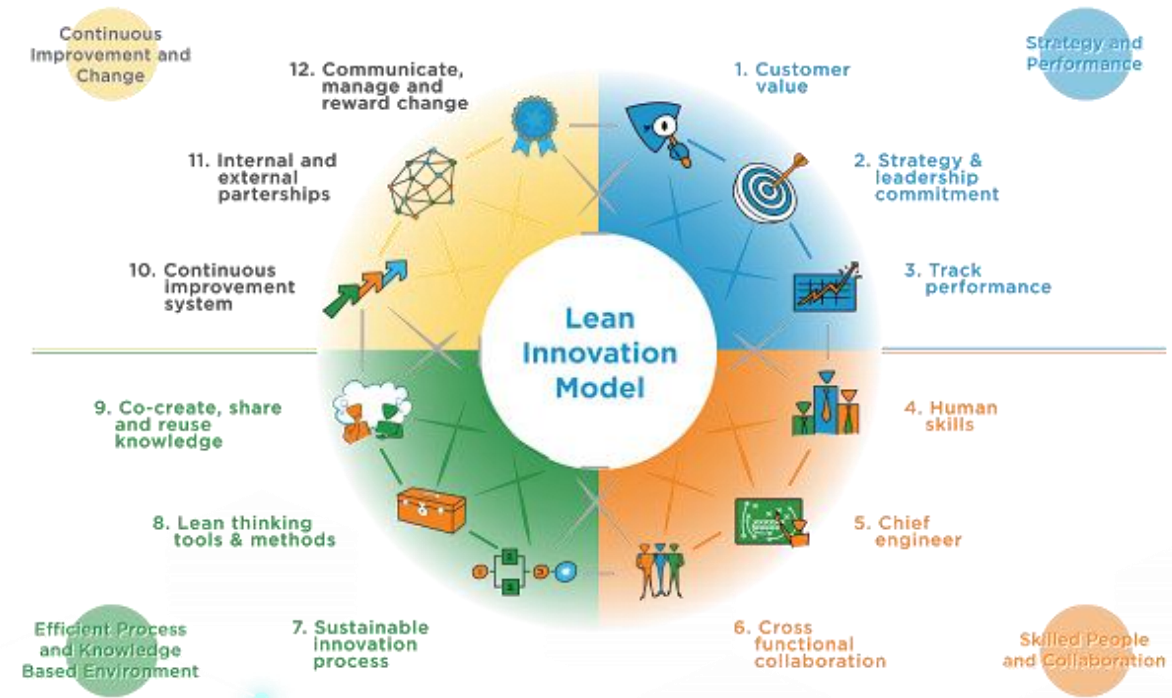 Continuous
Improvement and
Change
Strategy and
Performance
12. Communicate,
manage and
reward change
1. Customer
value
11. Internal and
external
parterships
2. Strategy &
leadership
commitment
10. Continuous
improvement
system
3. Track
performance
Lean
Innovation
Model
9. Co-create, share
and reuse
knowledge
4. Human
skills
8. Lean thinking
tools & methods
5. Chief
engineer
7. Sustainable
innovation
process
6. Cross
functional
collaboration
Efficient Process
and Knowledge
Based Environment
Skilled People
and Collaboration